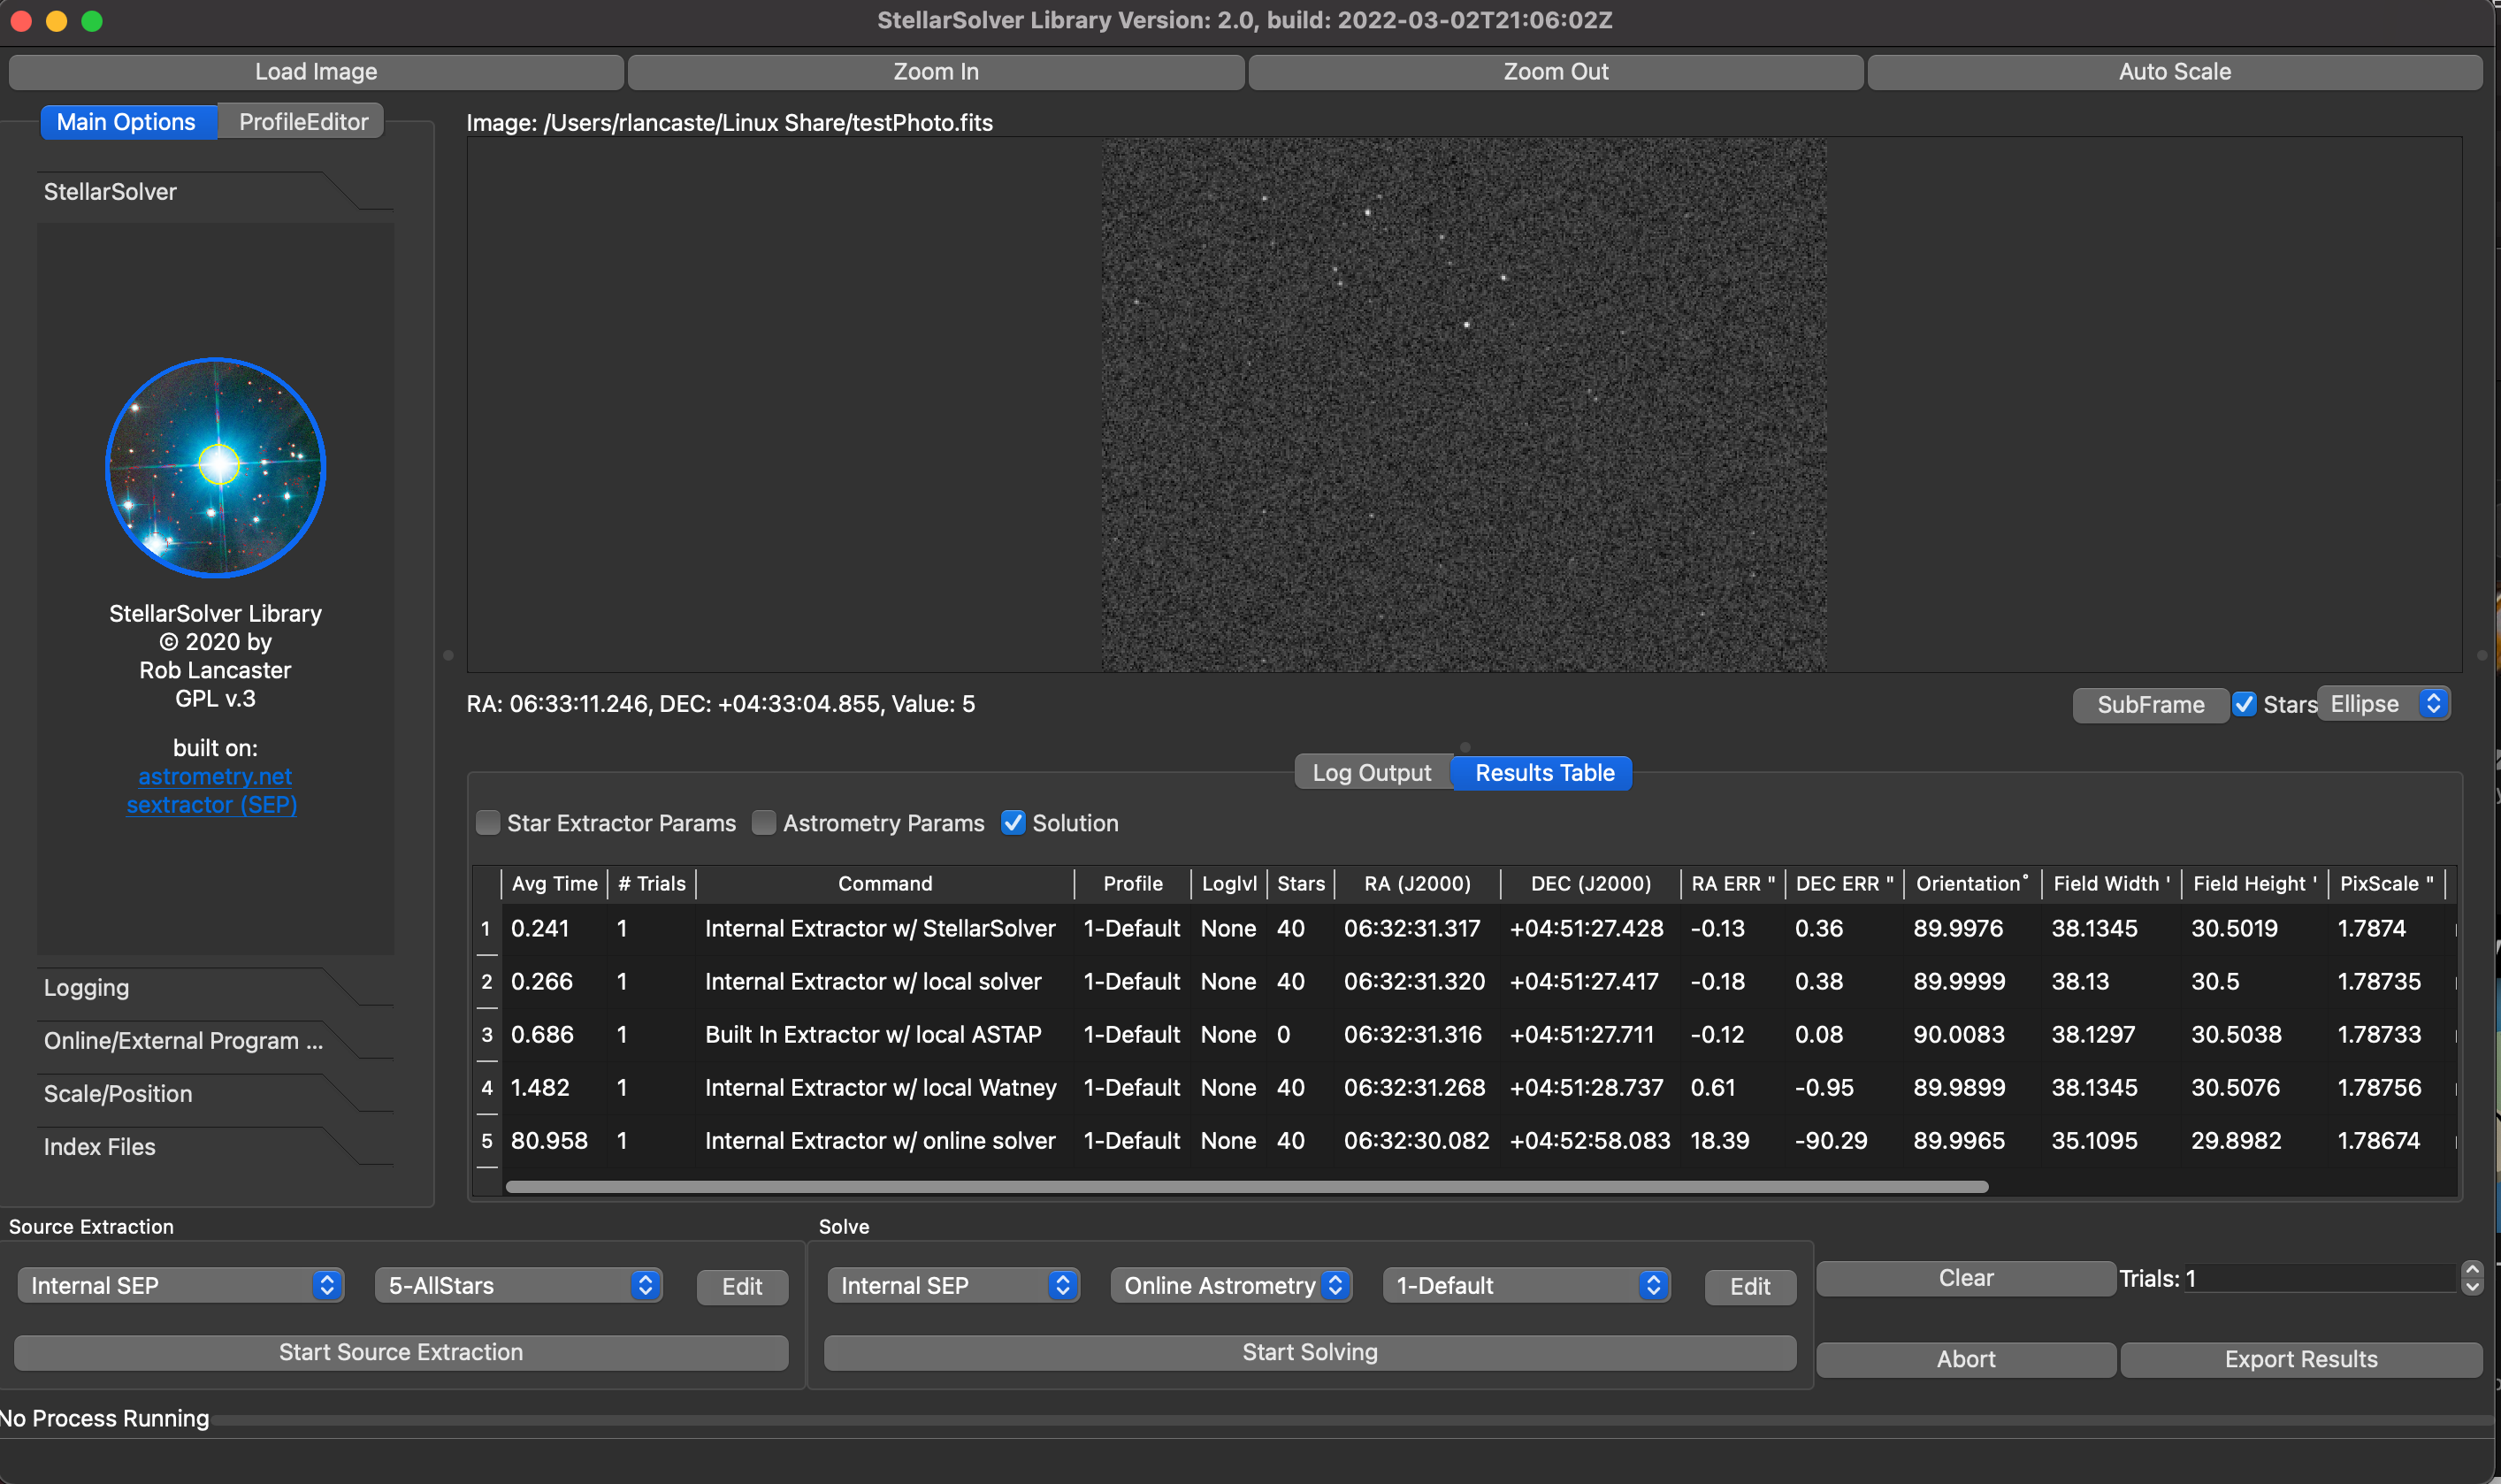 StellarSolver Library Version: 2.0, build: 2022-03-02T21:06:02Z
Load Image Zoom In Zoom Out Auto Scale
Main Options ProfileEditor
Image: /Users/rlancaste/Linux Share/testPhoto.fits
StellarSolver
StellarSolver Library
© 2020 by
Rob Lancaster
GPL v.3
built on:
astrometry.net
sextractor (SEP)
Logging
Online/External Program ...
Scale/Position
Index Files
RA: 06:33:11.246, DEC: +04:33:04.855, Value: 5
SubFrame Stars Ellipse
Log Output Results Table
Star Extractor Params Astrometry Params Solution
Avg Time # Trials Command Profile Loglvl Stars RA (J2000) DEC (J2000) RA ERR " DEC ERR " Orientation˚ Field Width ' Field Height ' PixScale "
1 0.241 1 Internal Extractor w/ StellarSolver 1-Default None 40 06:32:31.317 +04:51:27.428 -0.13 0.36 89.9976 38.1345 30.5019 1.7874
2 0.266 1 Internal Extractor w/ local solver 1-Default None 40 06:32:31.320 +04:51:27.417 -0.18 0.38 89.9999 38.13 30.5 1.78735
3 0.686 1 Built In Extractor w/ local ASTAP 1-Default None 0 06:32:31.316 +04:51:27.711 -0.12 0.08 90.0083 38.1297 30.5038 1.78733
4 1.482 1 Internal Extractor w/ local Watney 1-Default None 40 06:32:31.268 +04:51:28.737 0.61 -0.95 89.9899 38.1345 30.5076 1.78756
5 80.958 1 Internal Extractor w/ online solver 1-Default None 40 06:32:30.082 +04:52:58.083 18.39 -90.29 89.9965 35.1095 29.8982 1.78674
Source Extraction
Internal SEP 5-AllStars Edit
Start Source Extraction
Solve
Internal SEP Online Astrometry 1-Default Edit
Start Solving
Clear Trials: 1
Abort Export Results
No Process Running